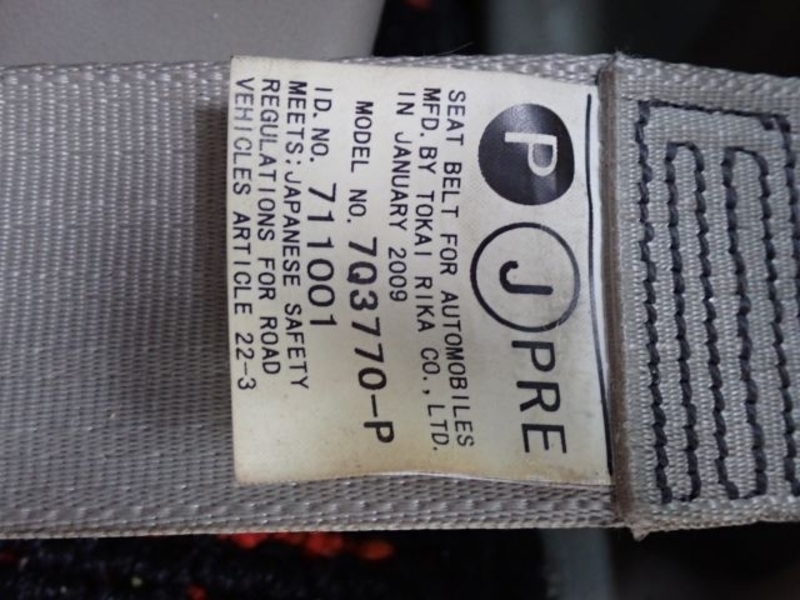 P J PRE
SEAT BELT FOR AUTOMOBILES
MFD. BY TOKAI RIKA CO., LTD.
IN JANUARY 2009
MODEL NO. 7Q3770-P
I D. NO. 711001
MEETS; JAPANESE SAFETY
REGULATIONS FOR ROAD
VEHICLES ARTICLE 22-3